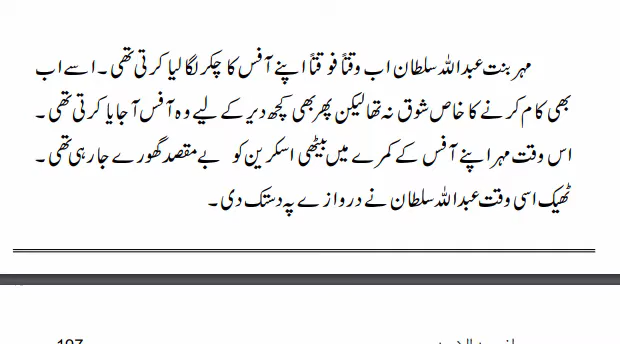 مہر بنت عبداللہ سلطان اب وقتاً فوقتاً اپنے آفس کا چکر لگا لیا کرتی تھی۔ اسے اب
بھی کام کرنے کا خاص شوق نہ تھا لیکن پھر بھی کچھ دیر کے لیے وہ آفس آ جایا کرتی تھی۔
اس وقت مہر اپنے آفس کے کمرے میں بیٹھی اسکرین کو بے مقصد گھورے جا رہی تھی۔
ٹھیک اسی وقت عبداللہ سلطان نے دروازے پہ دستک دی۔